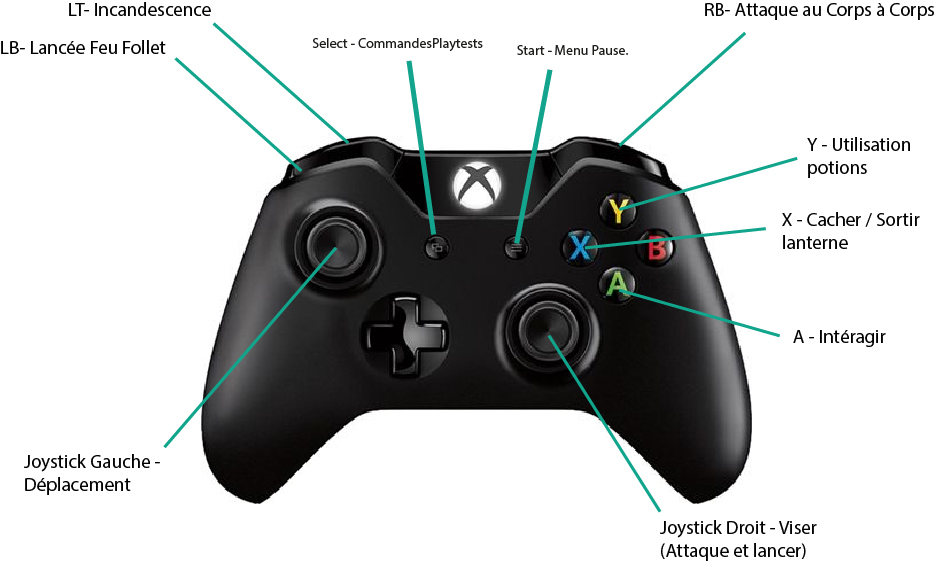 LT- Incandescence
RB- Attaque au Corps à Corps
LB- Lancée Feu Follet
Select - CommandesPlaytests
Start - Menu Pause.
Y - Utilisation
potions
Y
X - Cacher / Sortir
lanterne
X
B
A
A - Intéragir
Joystick Gauche -
Déplacement
Joystick Droit - Viser
(Attaque et lancer)